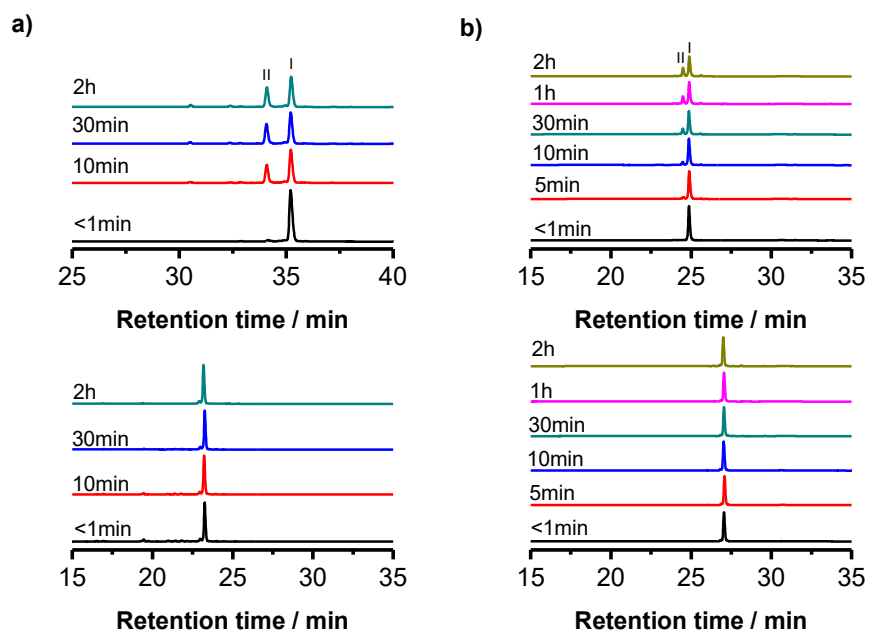 a)
II I
2h
30min
10min
<1min
25 30 35 40
Retention time / min
2h
30min
10min
<1min
15 20 25 30 35
Retention time / min
b)
II I
2h
1h
30min
10min
5min
<1min
15 20 25 30 35
Retention time / min
2h
1h
30min
10min
5min
<1min
15 20 25 30 35
Retention time / min